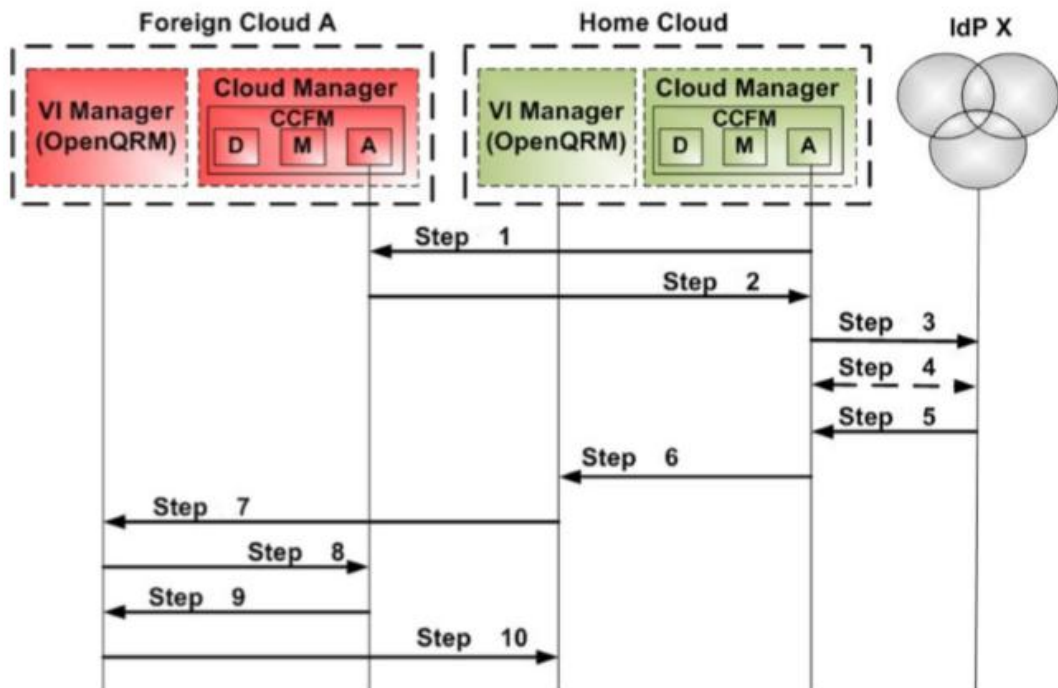 Foreign Cloud A
Home Cloud
IdP X
VI Manager
(OpenQRM)
Cloud Manager
CCFM
D M A
VI Manager
(OpenQRM)
Cloud Manager
CCFM
D M A
Step 1
Step 2
Step 3
Step 4
Step 5
Step 6
Step 7
Step 8
Step 9
Step 10